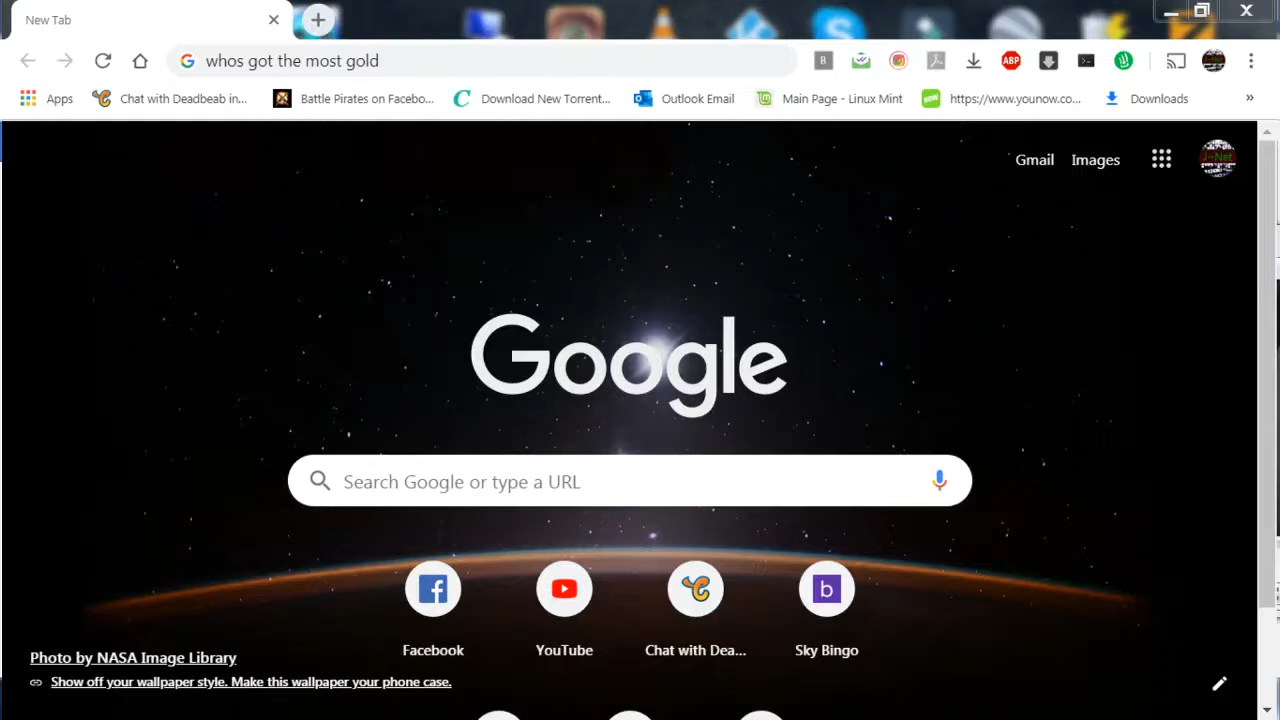 New Tab
whos got the most gold
B
ABP
Apps
Chat with Deadbeab in...
Battle Pirates on Facebo...
Download New Torrent...
Outlook Email
Main Page - Linux Mint
NOW
https://www.younow.co...
Downloads
»
Gmail
Images
J-Net
Google
Search Google or type a URL
Facebook
YouTube
Chat with Dea...
b
Sky Bingo
Photo by NASA Image Library
Show off your wallpaper style. Make this wallpaper your phone case.